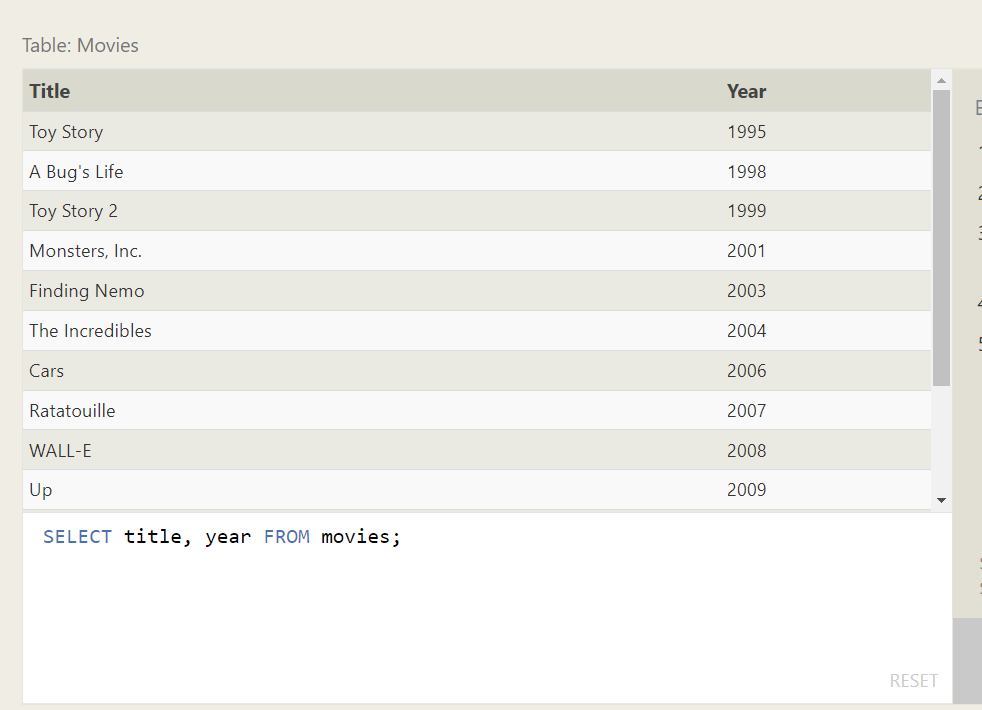 Table: Movies
Title Year
Toy Story 1995
A Bug's Life 1998
Toy Story 2 1999
Monsters, Inc. 2001
Finding Nemo 2003
The Incredibles 2004
Cars 2006
Ratatouille 2007
WALL-E 2008
Up 2009
SELECT title, year FROM movies;
RESET